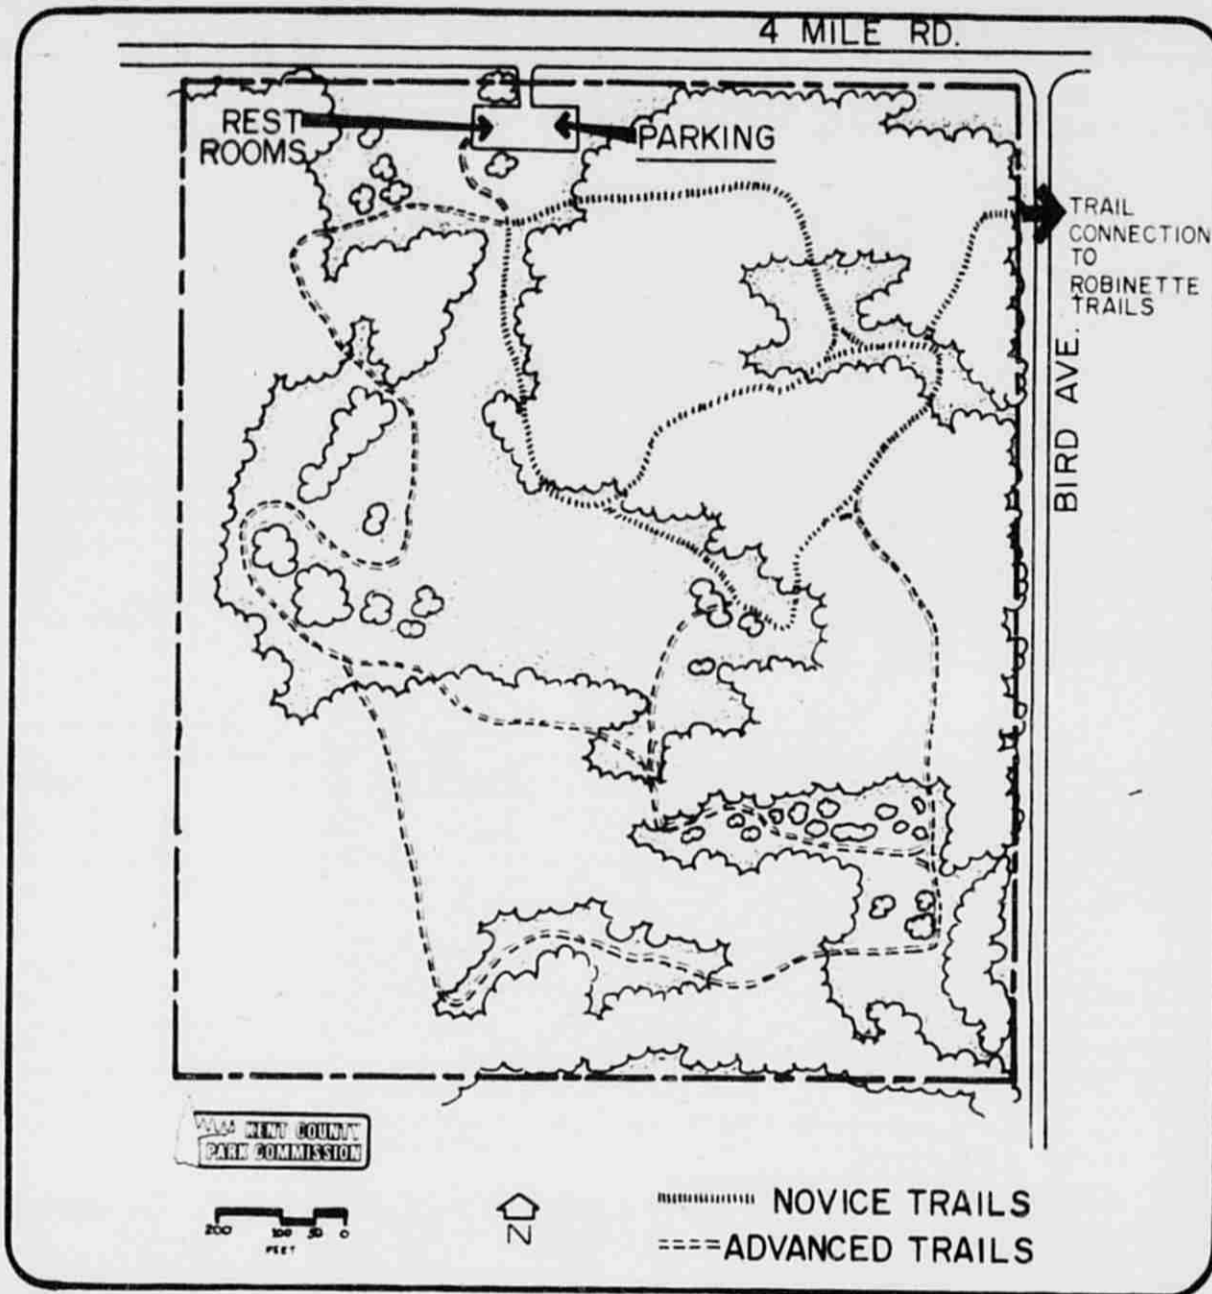 4 MILE RD.
REST
ROOMS
PARKING
TRAIL
CONNECTION
TO
ROBINETTE
TRAILS
BIRD AVE.
KENT COUNTY
PARK COMMISSION
200 100 50 0
FEET
N
NOVICE TRAILS
ADVANCED TRAILS